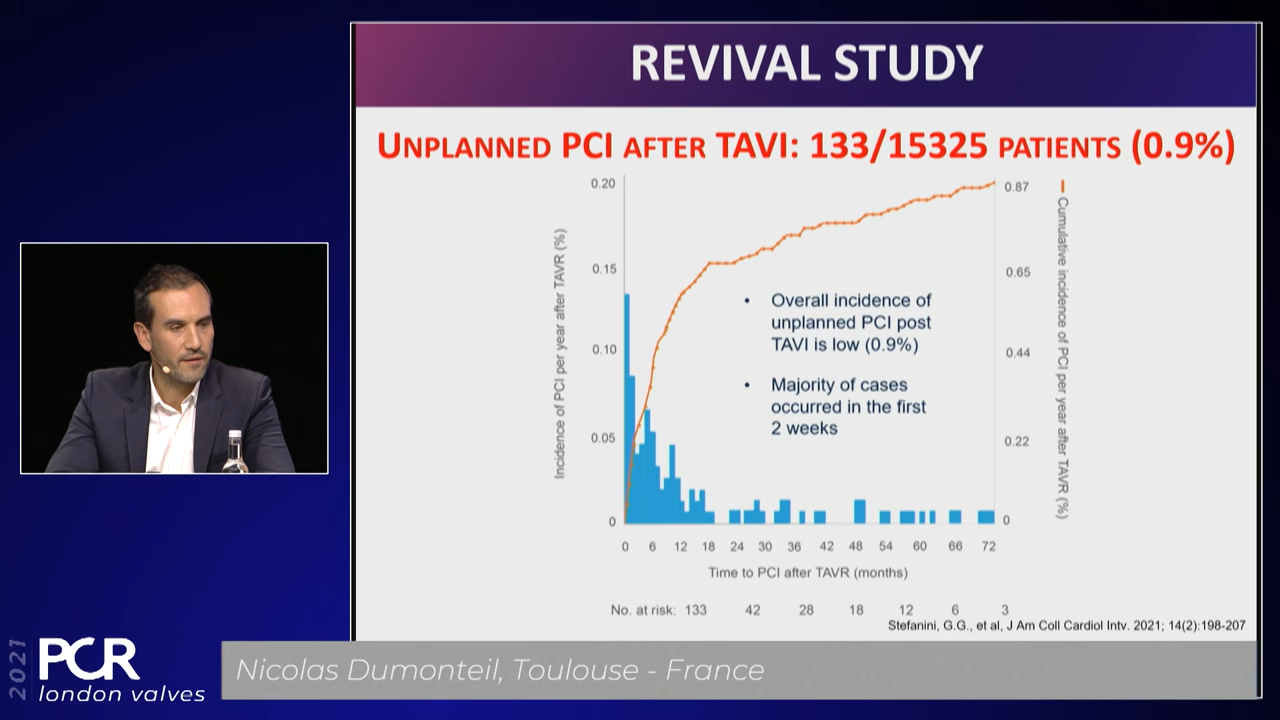 REVIVAL STUDY
UNPLANNED PCI AFTER TAVI: 133/15325 PATIENTS (0.9%)
Incidence of PCI per year after TAVR (%)
0.20
0.15
0.10
0.05
0
0.87
0.65
0.44
0.22
0
Cumulative incidence of PCI per year after TAVR (%)
• Overall incidence of
unplanned PCI post
TAVI is low (0.9%)
• Majority of cases
occurred in the first
2 weeks
0 6 12 18 24 30 36 42 48 54 60 66 72
Time to PCI after TAVR (months)
No. at risk: 133 42 28 18 12 6 3
Stefanini, G.G., et al, J Am Coll Cardiol Intv. 2021; 14(2):198-207
2021
PCR
london valves
Nicolas Dumonteil, Toulouse - France